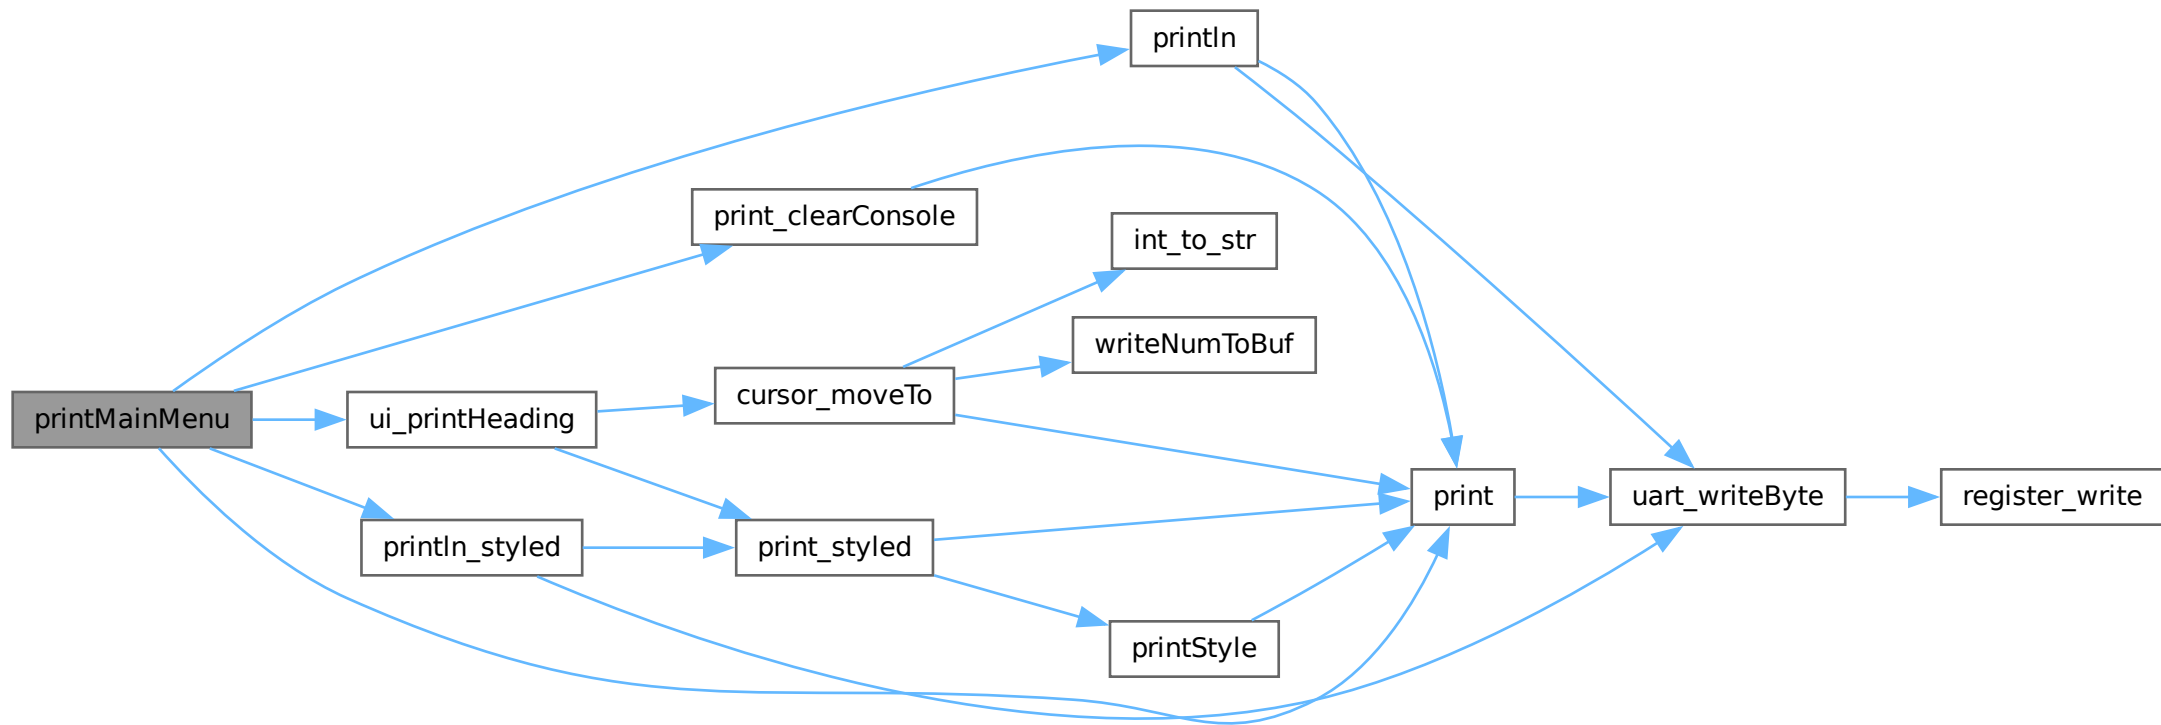 println
print_clearConsole
int_to_str
writeNumToBuf
cursor_moveTo
printMainMenu
ui_printHeading
print
uart_writeByte
register_write
println_styled
print_styled
printStyle